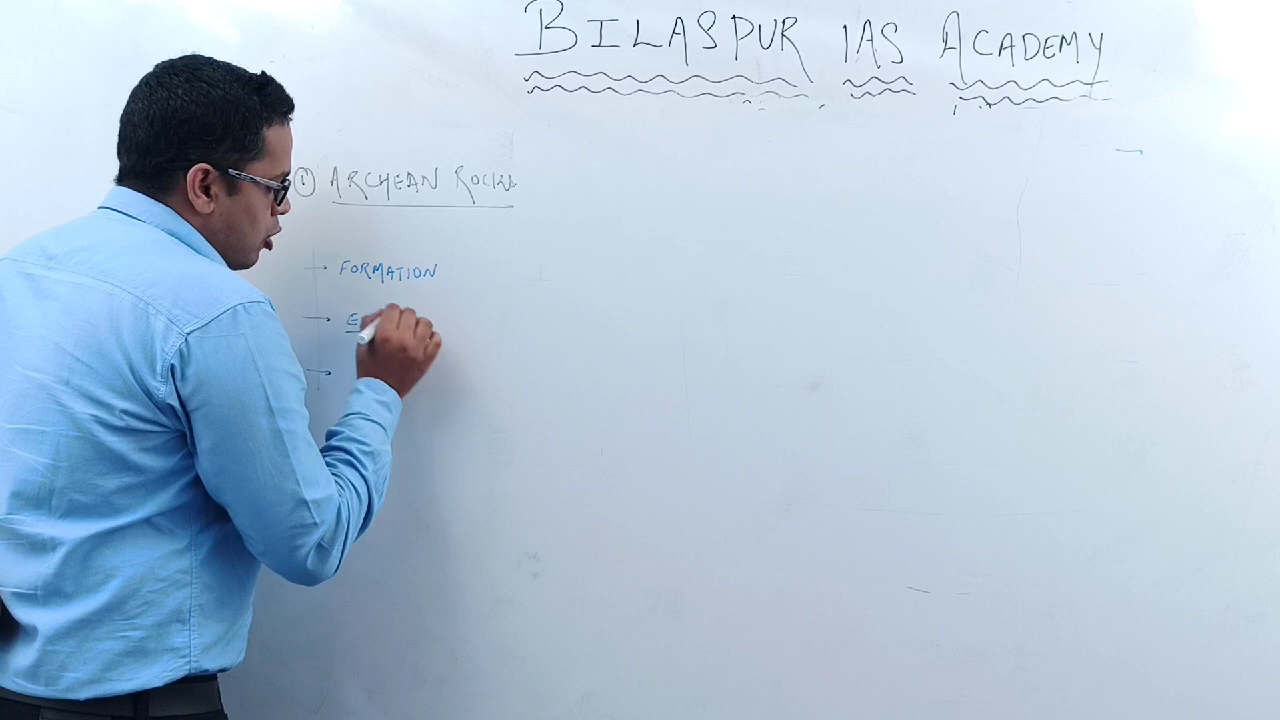 BILASPUR IAS ACADEMY
① ARCHEAN ROCKS
→ FORMATION
→ E
→